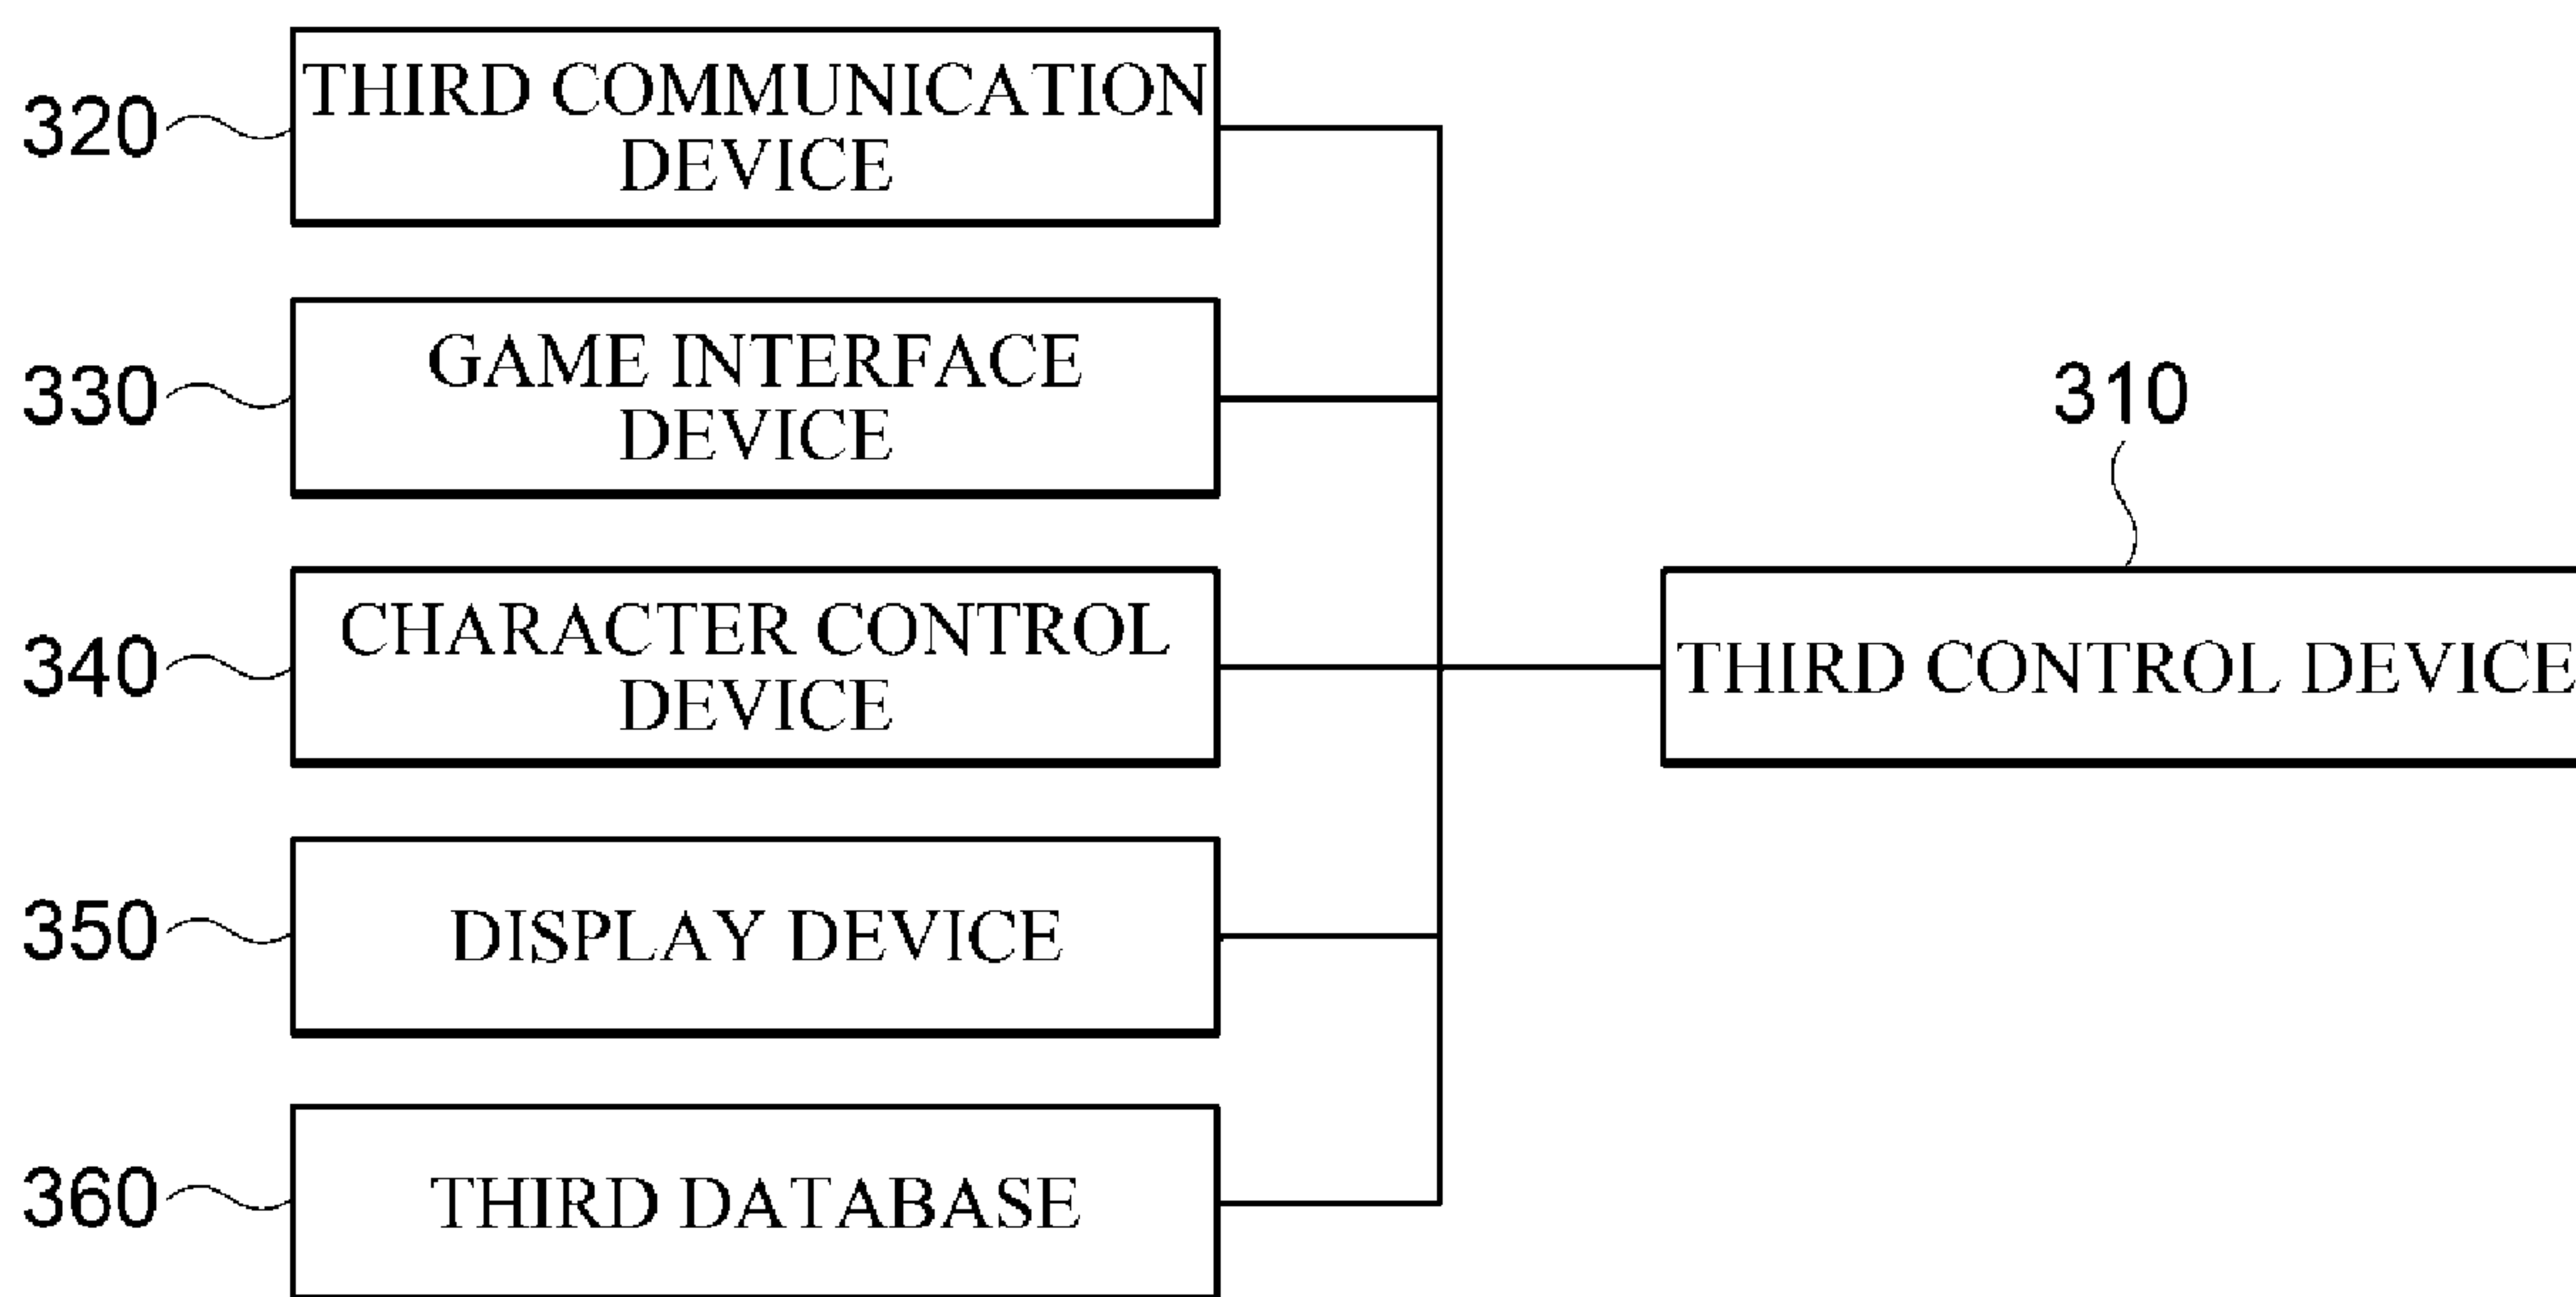 320
THIRD COMMUNICATION
DEVICE
330
GAME INTERFACE
DEVICE
310
340
CHARACTER CONTROL
DEVICE
THIRD CONTROL DEVICE
350
DISPLAY DEVICE
360
THIRD DATABASE